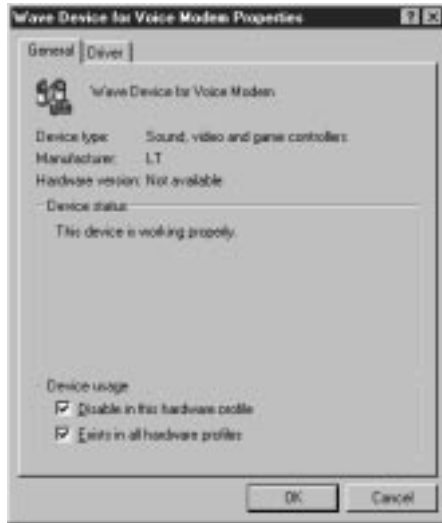 Wave Device for Voice Modem Properties
General
Driver
Wave Device for Voice Modem
Device type: Sound, video and game controllers
Manufacturer: LT
Hardware version: Not available
Device status
This device is working properly.
Device usage
Disable in this hardware profile
Exists in all hardware profiles
OK
Cancel